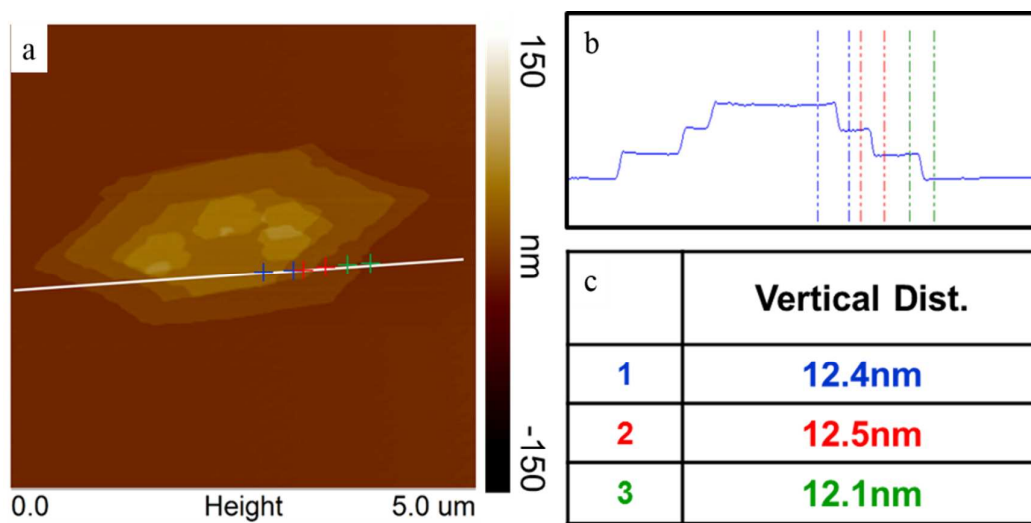 a
150
nm
-150
0.0 Height 5.0 um
b
c
Vertical Dist.
1 12.4nm
2 12.5nm
3 12.1nm